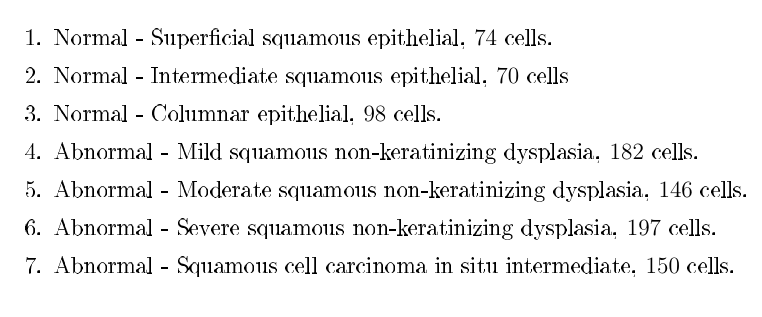 1. Normal - Superficial squamous epithelial, 74 cells.
2. Normal - Intermediate squamous epithelial, 70 cells
3. Normal - Columnar epithelial, 98 cells.
4. Abnormal - Mild squamous non-keratinizing dysplasia, 182 cells.
5. Abnormal - Moderate squamous non-keratinizing dysplasia, 146 cells.
6. Abnormal - Severe squamous non-keratinizing dysplasia, 197 cells.
7. Abnormal - Squamous cell carcinoma in situ intermediate, 150 cells.